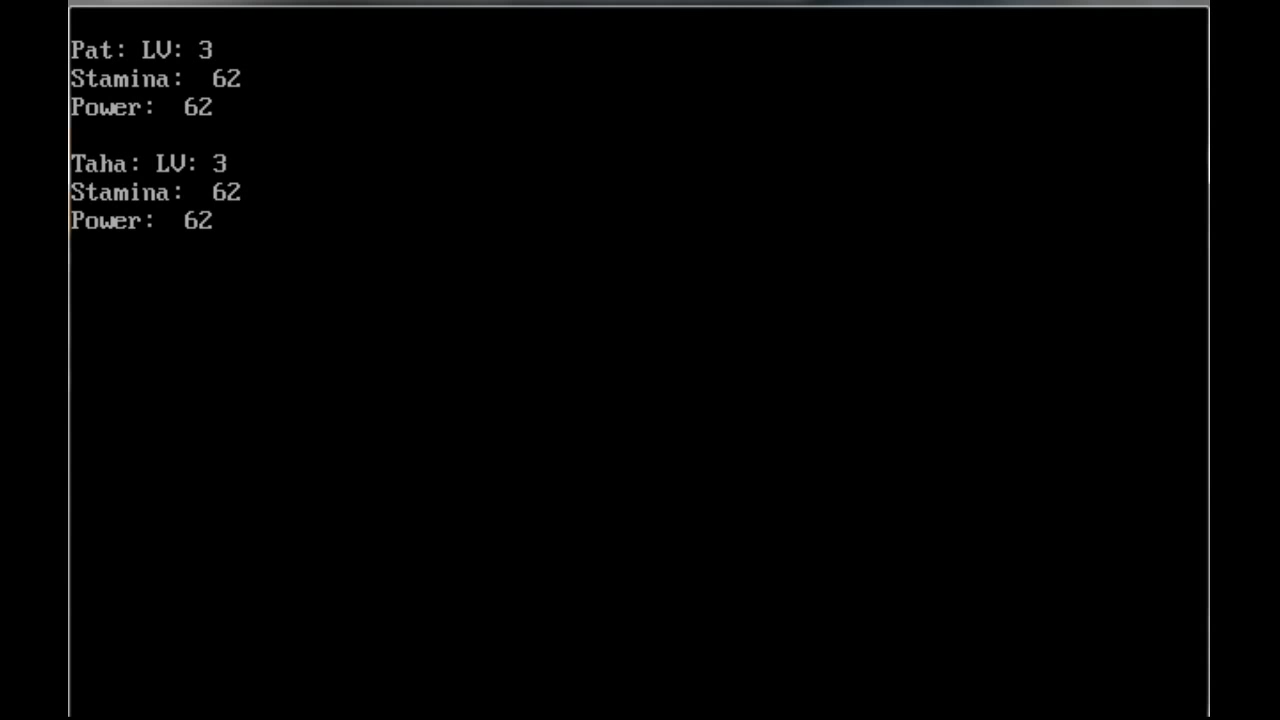 Pat: LV: 3
Stamina:  62
Power:  62
Taha: LV: 3
Stamina:  62
Power:  62